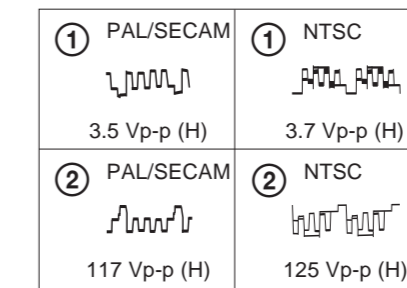 ① PAL/SECAM
3.5 Vp-p (H)
① NTSC
3.7 Vp-p (H)
② PAL/SECAM
117 Vp-p (H)
② NTSC
125 Vp-p (H)